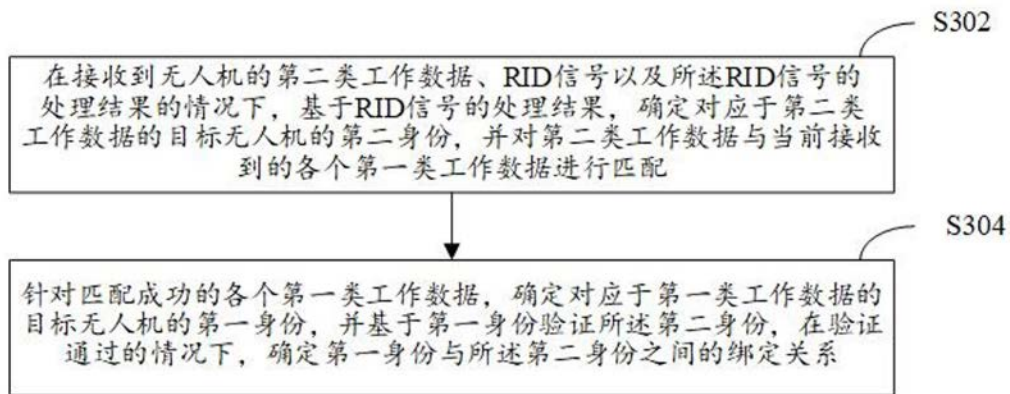 S302
在接收到无人机的第二类工作数据、RID信号以及所述RID信号的
处理结果的情况下，基于RID信号的处理结果，确定对应于第二类
工作数据的目标无人机的第二身份，并对第二类工作数据与当前接收
到的各个第一类工作数据进行匹配
S304
针对匹配成功的各个第一类工作数据，确定对应于第一类工作数据的
目标无人机的第一身份，并基于第一身份验证所述第二身份，在验证
通过的情况下，确定第一身份与所述第二身份之间的绑定关系